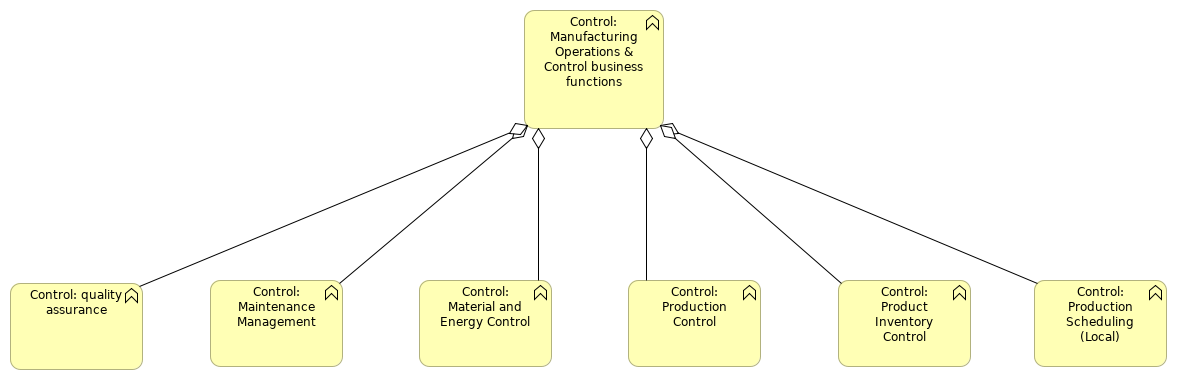 Control:
Manufacturing
Operations &
Control business
functions
Control: quality
assurance
Control:
Maintenance
Management
Control:
Material and
Energy Control
Control:
Production
Control
Control:
Product
Inventory
Control
Control:
Production
Scheduling
(Local)